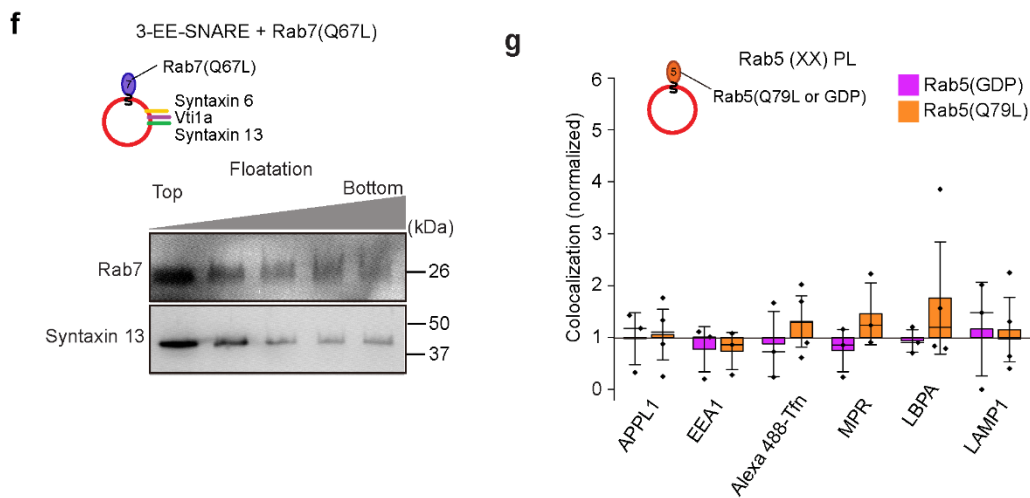 f
3-EE-SNARE + Rab7(Q67L)
7
Rab7(Q67L)
Syntaxin 6
Vti1a
Syntaxin 13
Floatation
Top
Bottom
(kDa)
Rab7
26
Syntaxin 13
50
37
g
Rab5 (XX) PL
5
Rab5(Q79L or GDP)
Rab5(GDP)
Rab5(Q79L)
Colocalization (normalized)
6
5
4
3
2
1
0
APPL1
EEA1
Alexa 488-Tfn
MPR
LBPA
LAMP1